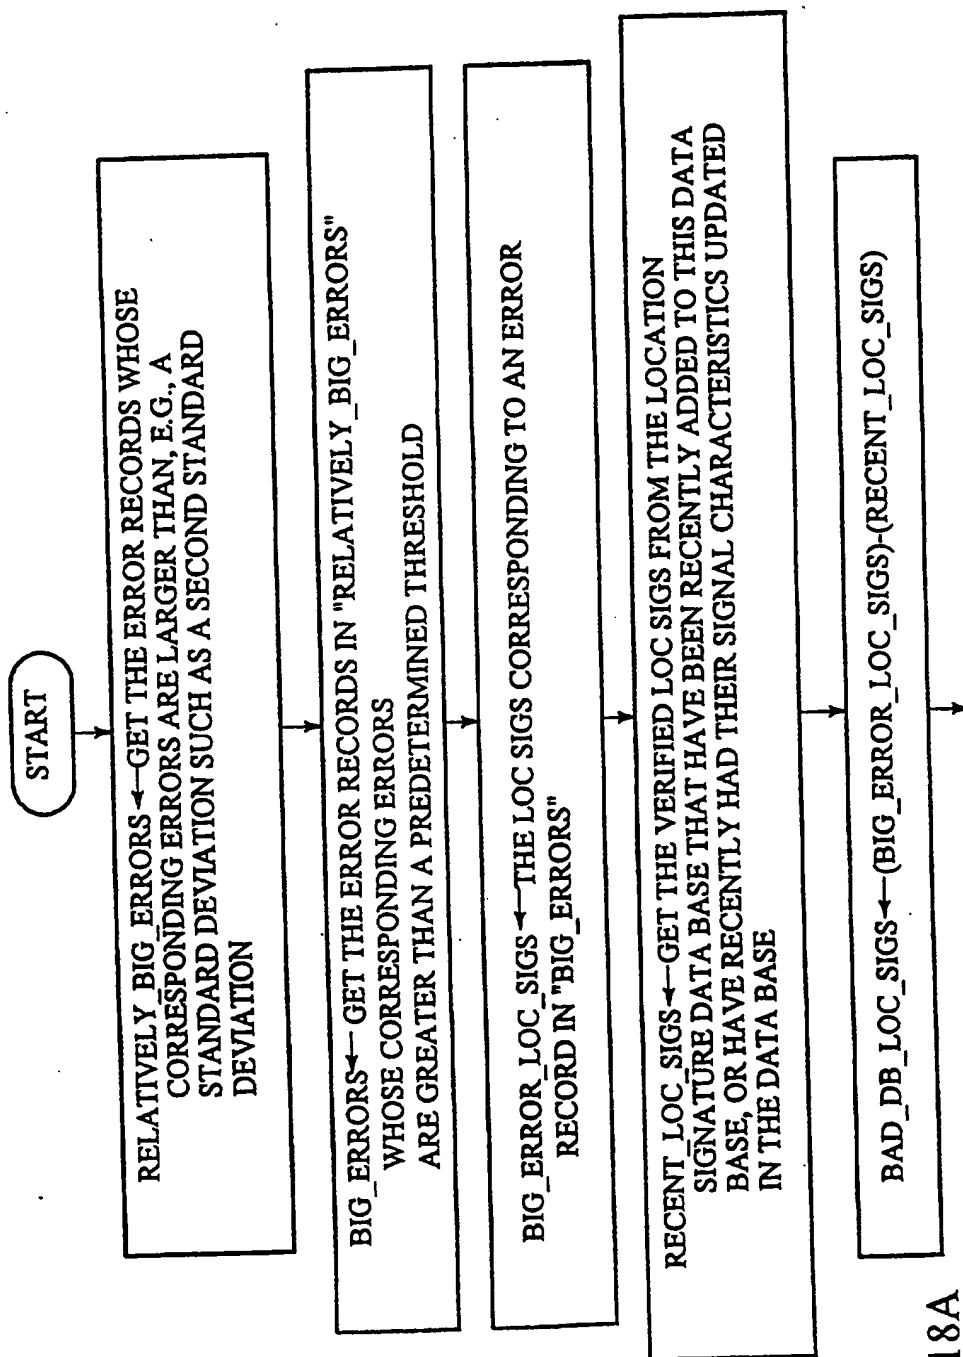 START
RELATIVELY_BIG_ERRORS←GET THE ERROR RECORDS WHOSE
CORRESPONDING ERRORS ARE LARGER THAN, E.G., A
STANDARD DEVIATION SUCH AS A SECOND STANDARD
DEVIATION
BIG_ERRORS← GET THE ERROR RECORDS IN "RELATIVELY_BIG_ERRORS"
WHOSE CORRESPONDING ERRORS
ARE GREATER THAN A PREDETERMINED THRESHOLD
BIG_ERROR_LOC_SIGS←THE LOC SIGS CORRESPONDING TO AN ERROR
RECORD IN "BIG_ERRORS"
RECENT_LOC_SIGS←GET THE VERIFIED LOC SIGS FROM THE LOCATION
SIGNATURE DATA BASE THAT HAVE BEEN RECENTLY ADDED TO THIS DATA
BASE, OR HAVE RECENTLY HAD THEIR SIGNAL CHARACTERISTICS UPDATED
IN THE DATA BASE
BAD_DB_LOC_SIGS←(BIG_ERROR_LOC_SIGS)-(RECENT_LOC_SIGS)
18A